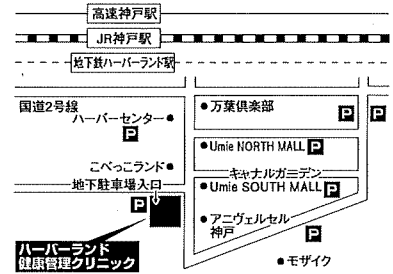 高速神戸駅
JR神戸駅
地下鉄ハーバーランド駅
国道2号線
ハーバーセンター
P
万葉倶楽部
P
P
Umie NORTH MALL P
こべっこランド
キャナルガーデン
地下駐車場入口
Umie SOUTH MALL P
P
アニヴェルセル
神戸
P
ハーバーランド
健康管理クリニック
モザイク